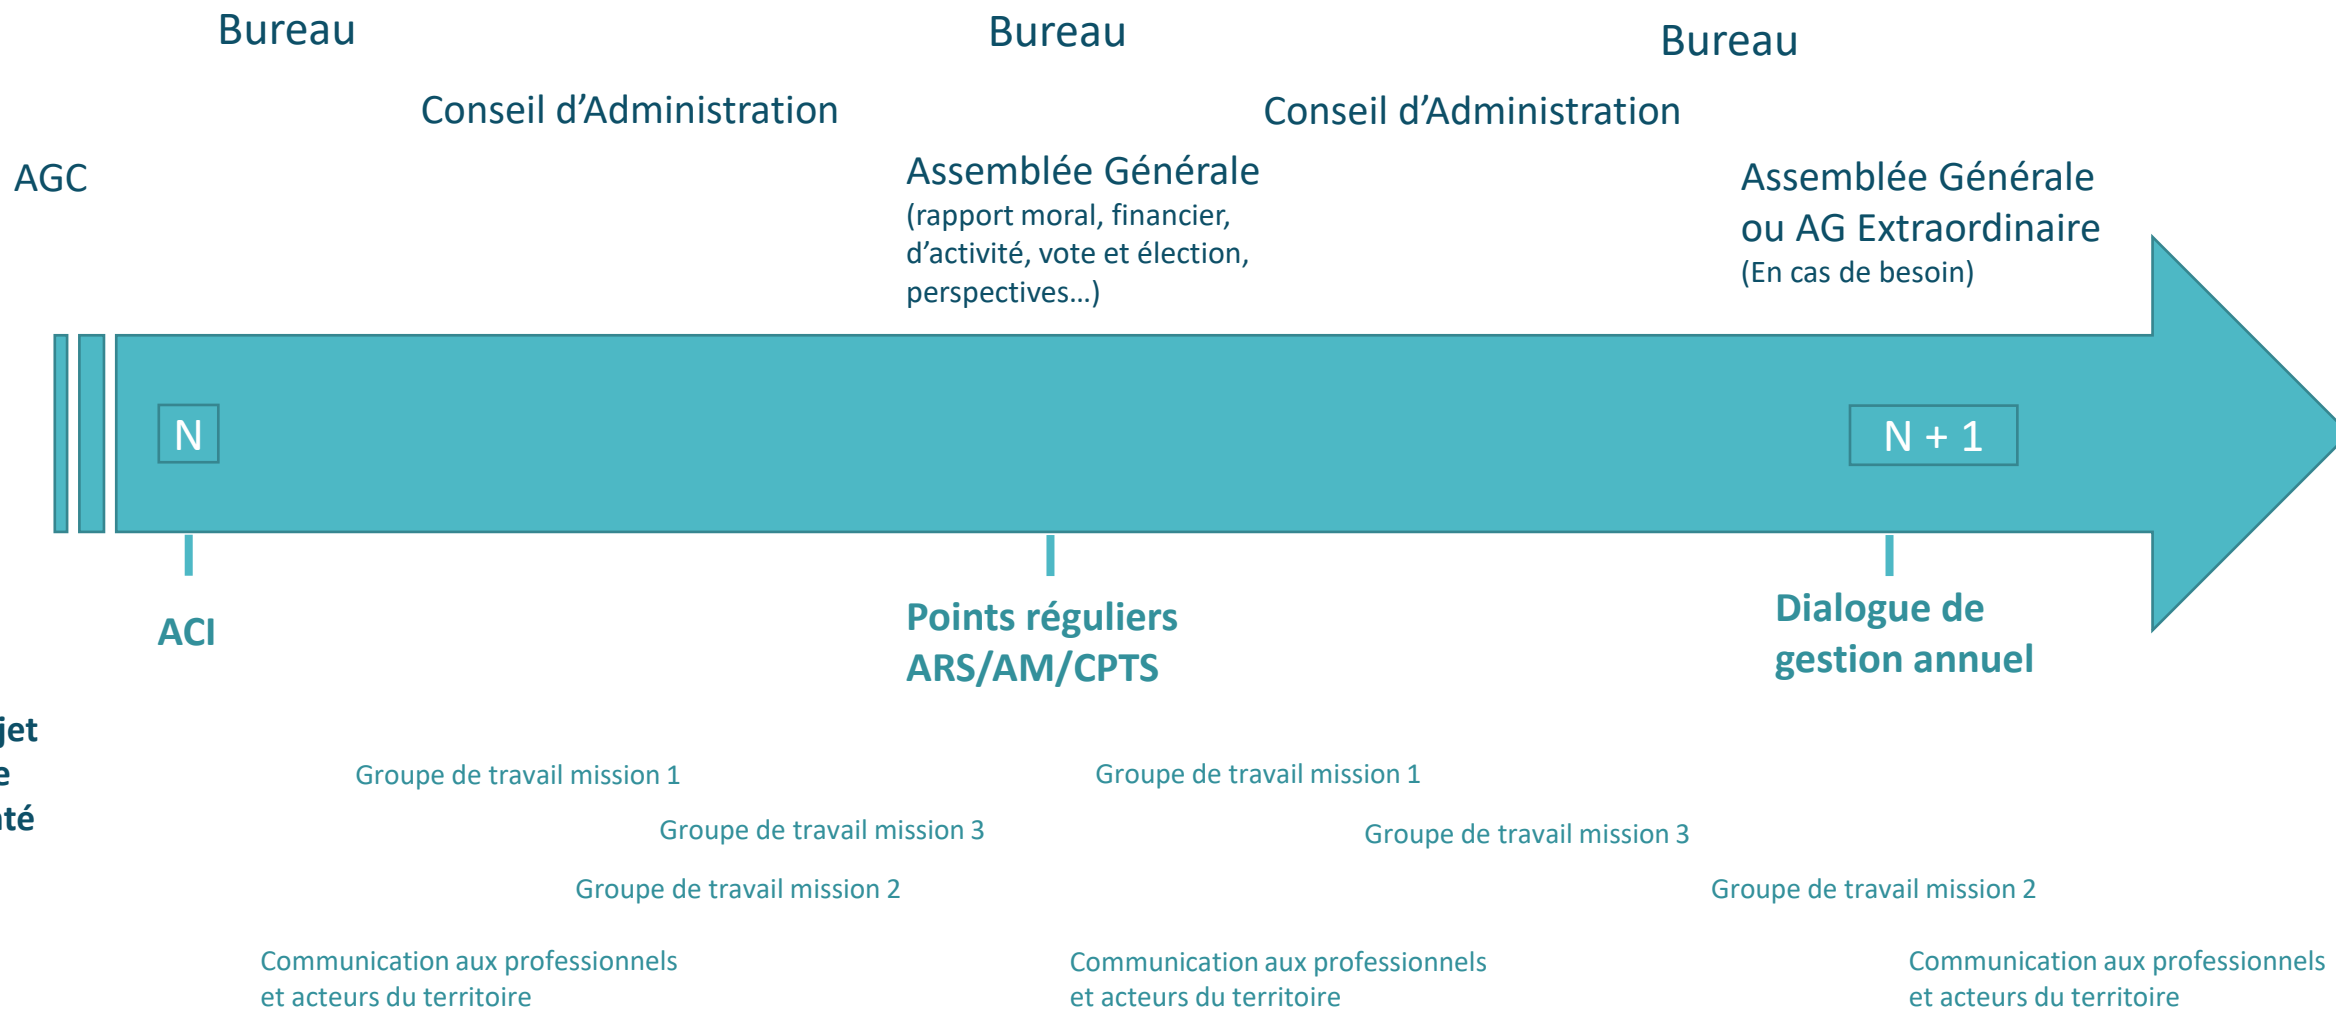 Bureau
Bureau
Bureau
Conseil d’Administration
Conseil d’Administration
AGC
Assemblée Générale
(rapport moral, financier,
d’activité, vote et élection,
perspectives…)
Assemblée Générale
ou AG Extraordinaire
(En cas de besoin)
N
N + 1
ACI
Points réguliers
ARS/AM/CPTS
Dialogue de
gestion annuel
jet
e
té
Groupe de travail mission 1
Groupe de travail mission 1
Groupe de travail mission 3
Groupe de travail mission 3
Groupe de travail mission 2
Groupe de travail mission 2
Communication aux professionnels
et acteurs du territoire
Communication aux professionnels
et acteurs du territoire
Communication aux professionnels
et acteurs du territoire